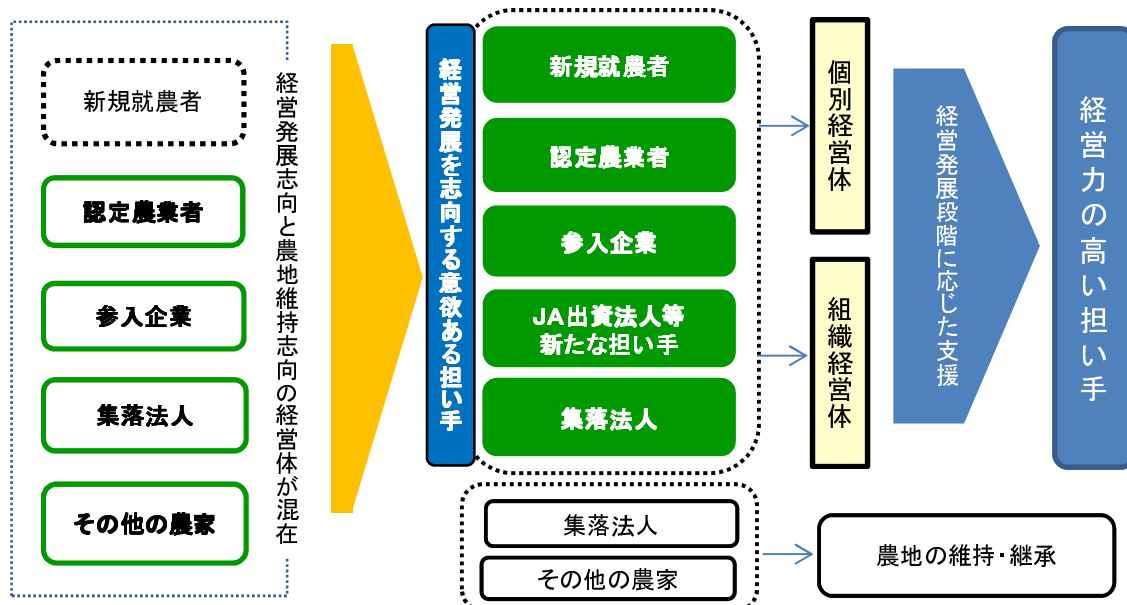 新規就農者
認定農業者
参入企業
集落法人
その他の農家
経営発展志向と農地維持志向の経営体が混在
経営発展を志向する意欲ある担い手
新規就農者
認定農業者
参入企業
JA出資法人等
新たな担い手
集落法人
集落法人
その他の農家
個別経営体
組織経営体
経営発展段階に応じた支援
経営力の高い担い手
農地の維持・継承